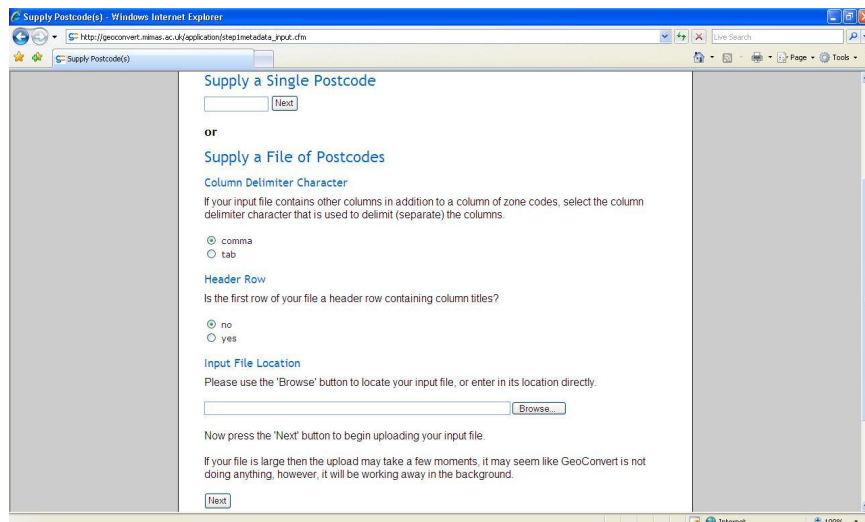 Supply Postcode(s) - Windows Internet Explorer
http://geoconvert.mimas.ac.uk/application/step1metadata_input.cfm
Live Search
Supply Postcode(s)
Page
Tools
Supply a Single Postcode
Next
or
Supply a File of Postcodes
Column Delimiter Character
If your input file contains other columns in addition to a column of zone codes, select the column
delimiter character that is used to delimit (separate) the columns.
comma
tab
Header Row
Is the first row of your file a header row containing column titles?
no
yes
Input File Location
Please use the 'Browse' button to locate your input file, or enter in its location directly.
Browse...
Now press the 'Next' button to begin uploading your input file.
If your file is large then the upload may take a few moments, it may seem like GeoConvert is not
doing anything, however, it will be working away in the background.
Next
Internet
100%